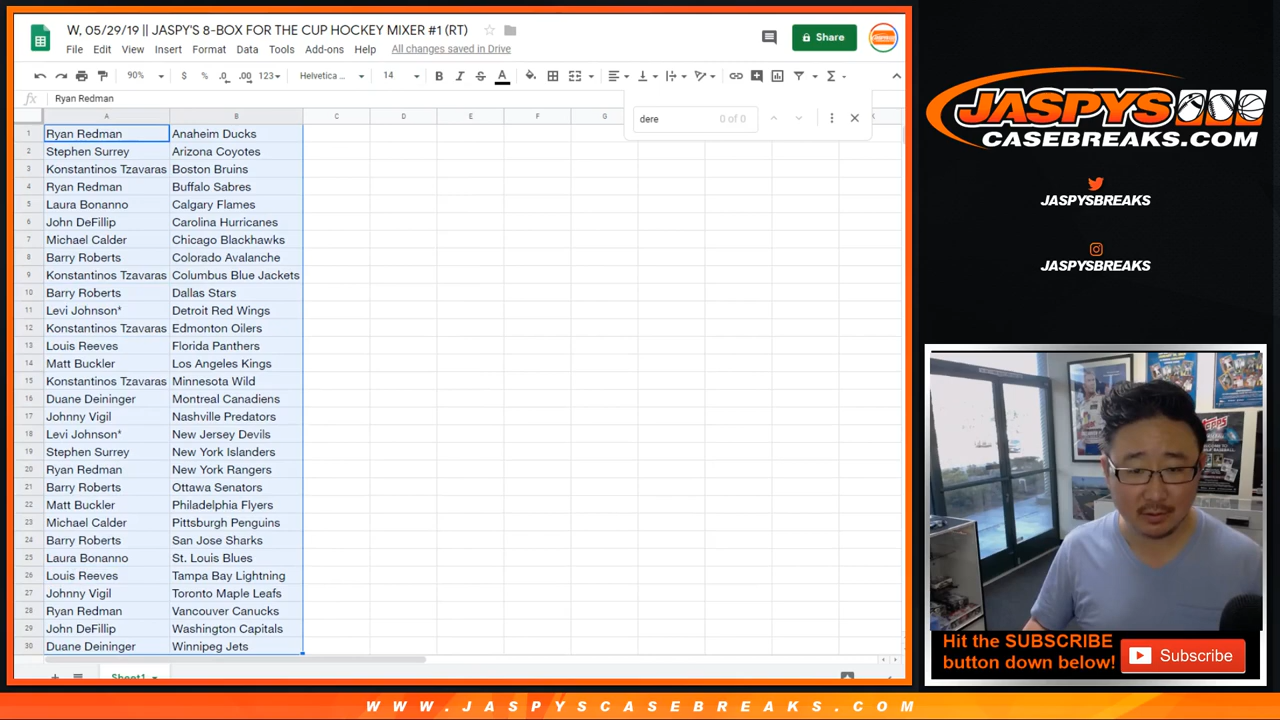 W, 05/29/19 || JASPY'S 8-BOX FOR THE CUP HOCKEY MIXER #1 (RT)
File Edit View Insert Format Data Tools Add-ons Help All changes saved in Drive
Share
90% $ % .0 .00 123 Helvetica ... 14 B I S A
fx Ryan Redman
dere 0 of 0
A B C D E F G
1 Ryan Redman Anaheim Ducks
2 Stephen Surrey Arizona Coyotes
3 Konstantinos Tzavaras Boston Bruins
4 Ryan Redman Buffalo Sabres
5 Laura Bonanno Calgary Flames
6 John DeFillip Carolina Hurricanes
7 Michael Calder Chicago Blackhawks
8 Barry Roberts Colorado Avalanche
9 Konstantinos Tzavaras Columbus Blue Jackets
10 Barry Roberts Dallas Stars
11 Levi Johnson* Detroit Red Wings
12 Konstantinos Tzavaras Edmonton Oilers
13 Louis Reeves Florida Panthers
14 Matt Buckler Los Angeles Kings
15 Konstantinos Tzavaras Minnesota Wild
16 Duane Deininger Montreal Canadiens
17 Johnny Vigil Nashville Predators
18 Levi Johnson* New Jersey Devils
19 Stephen Surrey New York Islanders
20 Ryan Redman New York Rangers
21 Barry Roberts Ottawa Senators
22 Matt Buckler Philadelphia Flyers
23 Michael Calder Pittsburgh Penguins
24 Barry Roberts San Jose Sharks
25 Laura Bonanno St. Louis Blues
26 Louis Reeves Tampa Bay Lightning
27 Johnny Vigil Toronto Maple Leafs
28 Ryan Redman Vancouver Canucks
29 John DeFillip Washington Capitals
30 Duane Deininger Winnipeg Jets
Sheet1
JASPYS
CASEBREAKS.COM
JASPYSBREAKS
JASPYSBREAKS
Hit the SUBSCRIBE
button down below!
Subscribe
WWW.JASPYSCASEBREAKS.COM